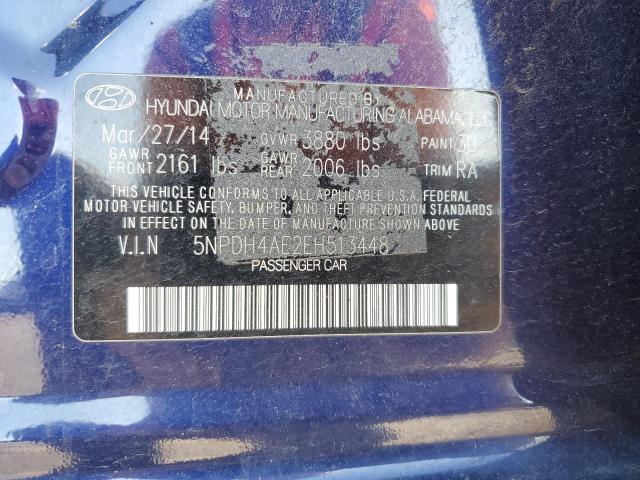 MANUFACTURED B
HYUNDAI MOTOR MANUFACTURING ALABAMA, LLC
Mar/27/14 GVWR 3880 lbs PAINT
GAWR FRONT 2161 lbs GAWR REAR 2006 lbs TRIM RA
THIS VEHICLE CONFORMS TO ALL APPLICABLE U.S.A. FEDERAL
MOTOR VEHICLE SAFETY, BUMPER, AND THEFT PREVENTION STANDARDS
IN EFFECT ON THE DATE OF MANUFACTURE SHOWN ABOVE.
V.I.N 5NPDH4AE2EH513448
PASSENGER CAR